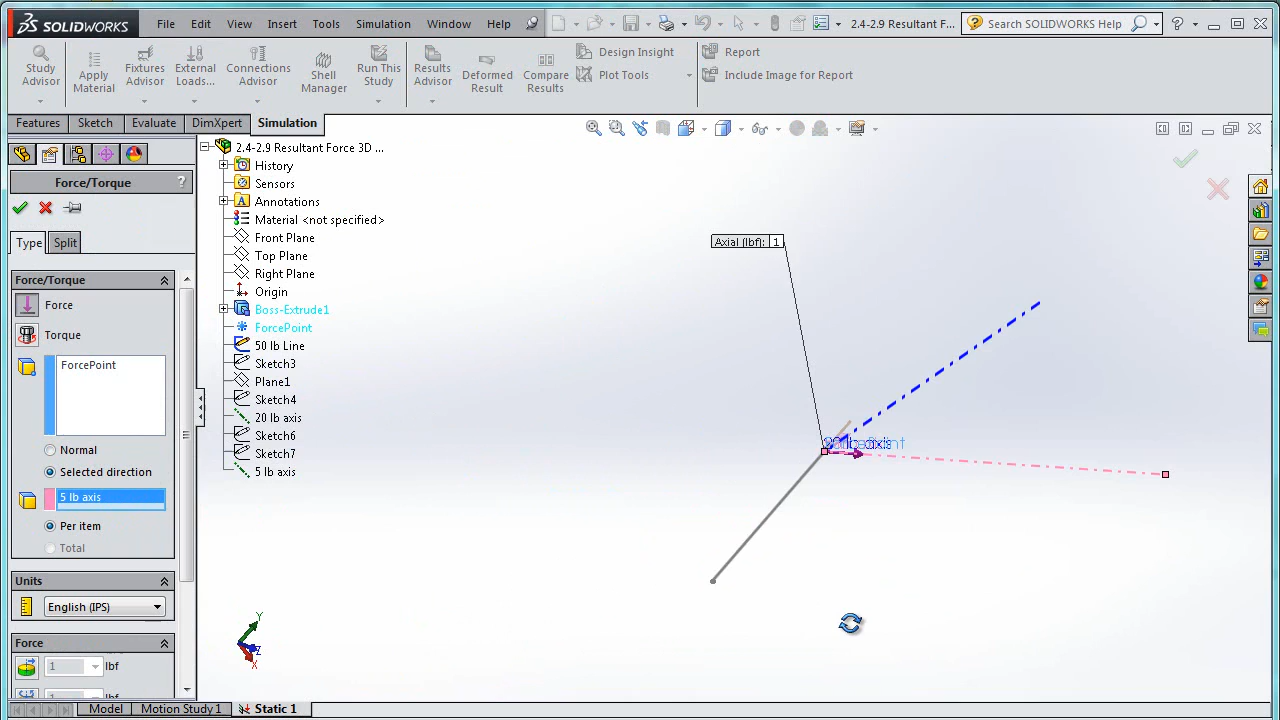 SOLIDWORKS File Edit View Insert Tools Simulation Window Help 2.4-2.9 Resultant F... Search SOLIDWORKS Help
Study Advisor
Apply Material
Fixtures Advisor
External Loads...
Connections Advisor
Shell Manager
Run This Study
Results Advisor
Deformed Result
Compare Results
Design Insight
Plot Tools
Report
Include Image for Report
Features Sketch Evaluate DimXpert Simulation
Force/Torque ?
Type Split
Force/Torque
Force
Torque
ForcePoint
Normal
Selected direction
5 lb axis
Per item
Total
Units
English (IPS)
Force
1 lbf
1 lbf
2.4-2.9 Resultant Force 3D ...
History
Sensors
Annotations
Material <not specified>
Front Plane
Top Plane
Right Plane
Origin
Boss-Extrude1
ForcePoint
50 lb Line
Sketch3
Plane1
Sketch4
20 lb axis
Sketch6
Sketch7
5 lb axis
Axial (lbf): 1
Y
Z
X
Model Motion Study 1 Static 1